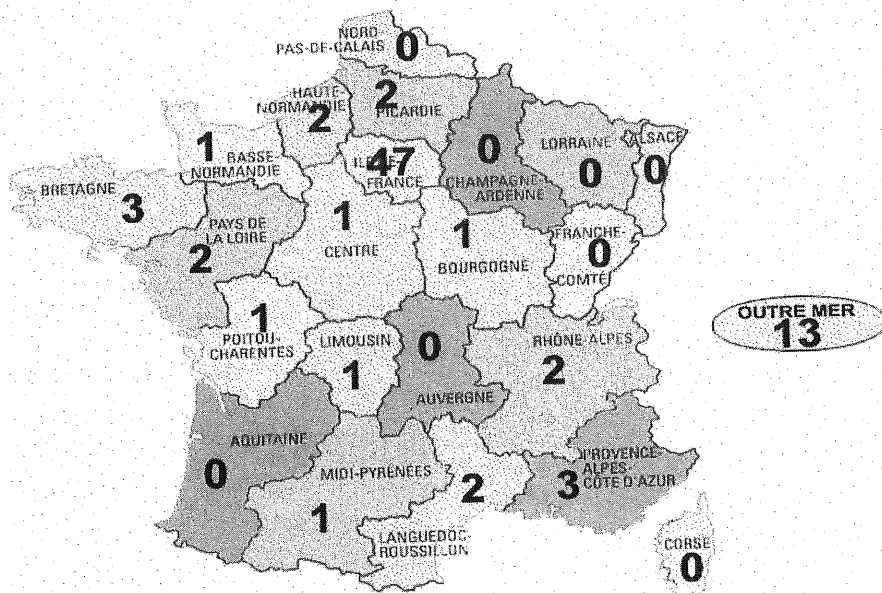 NORD
PAS-DE-CALAIS
0
HAUTE
NORMANDIE
2
2
PICARDIE
1
BASSE-
NORMANDIE
ILE DE
47
FRANCE
0
CHAMPAGNE
ARDENNE
LORRAINE
0
ALSACE
0
BRETAGNE
3
PAYS DE
LA LOIRE
2
1
CENTRE
1
BOURGOGNE
FRANCHE-
0
COMTÉ
1
POITOU-
CHARENTES
LIMOUSIN
1
0
AUVERGNE
RHÔNE-ALPES
2
OUTRE MER
13
AQUITAINE
0
MIDI-PYRÉNÉES
1
2
LANGUEDOC-
ROUSSILLON
PROVENCE
ALPES-
CÔTE D'AZUR
3
CORSE
0